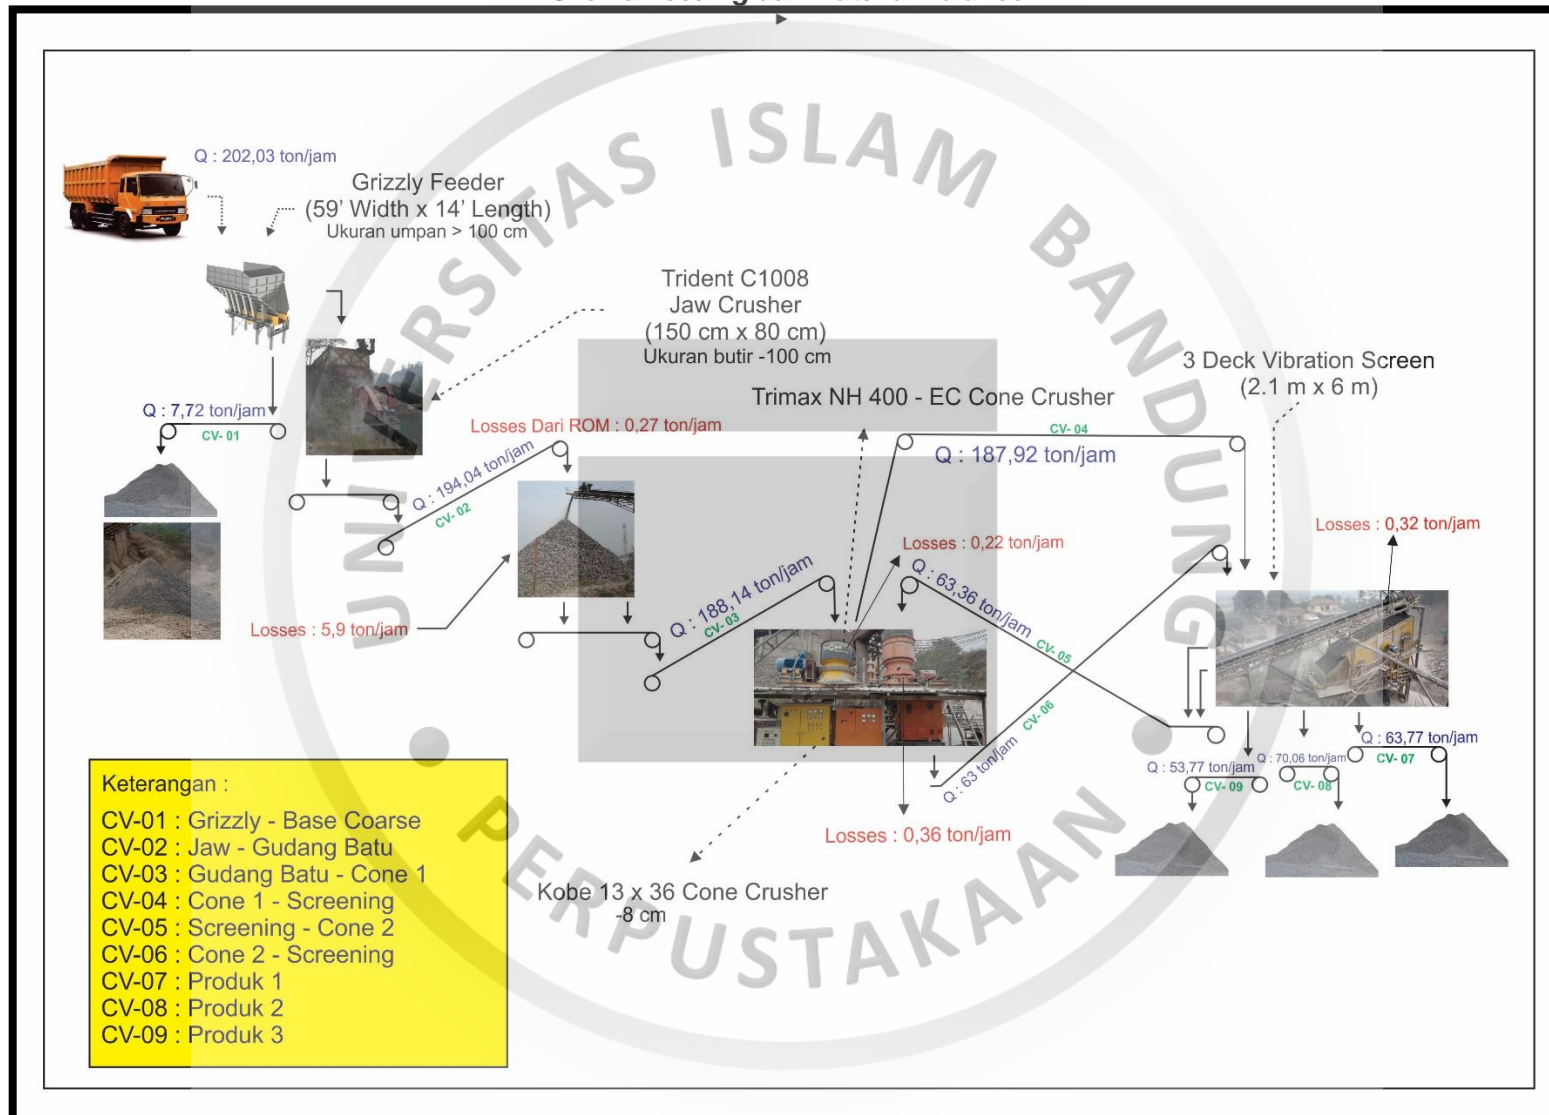 Q : 202,03 ton/jam
Grizzly Feeder
(59' Width x 14' Length)
Ukuran umpan > 100 cm
Trident C1008
Jaw Crusher
(150 cm x 80 cm)
Ukuran butir -100 cm
3 Deck Vibration Screen
(2.1 m x 6 m)
Trimax NH 400 - EC Cone Crusher
Q : 7,72 ton/jam
CV- 01
Losses Dari ROM : 0,27 ton/jam
Q : 194,04 ton/jam
CV- 02
CV- 04
Q : 187,92 ton/jam
Losses : 0,32 ton/jam
Losses : 0,22 ton/jam
Losses : 5,9 ton/jam
Q : 188,14 ton/jam
CV- 03
Q : 63,36 ton/jam
CV- 05
Q : 63 ton/jam
CV- 06
Q : 63,77 ton/jam
CV- 07
Q : 70,06 ton/jam
CV- 08
Q : 53,77 ton/jam
CV- 09
Losses : 0,36 ton/jam
Kobe 13 x 36 Cone Crusher
-8 cm
Keterangan :
CV-01 : Grizzly - Base Coarse
CV-02 : Jaw - Gudang Batu
CV-03 : Gudang Batu - Cone 1
CV-04 : Cone 1 - Screening
CV-05 : Screening - Cone 2
CV-06 : Cone 2 - Screening
CV-07 : Produk 1
CV-08 : Produk 2
CV-09 : Produk 3
UNIVERSITAS ISLAM BANDUNG
PERPUSTAKAAN